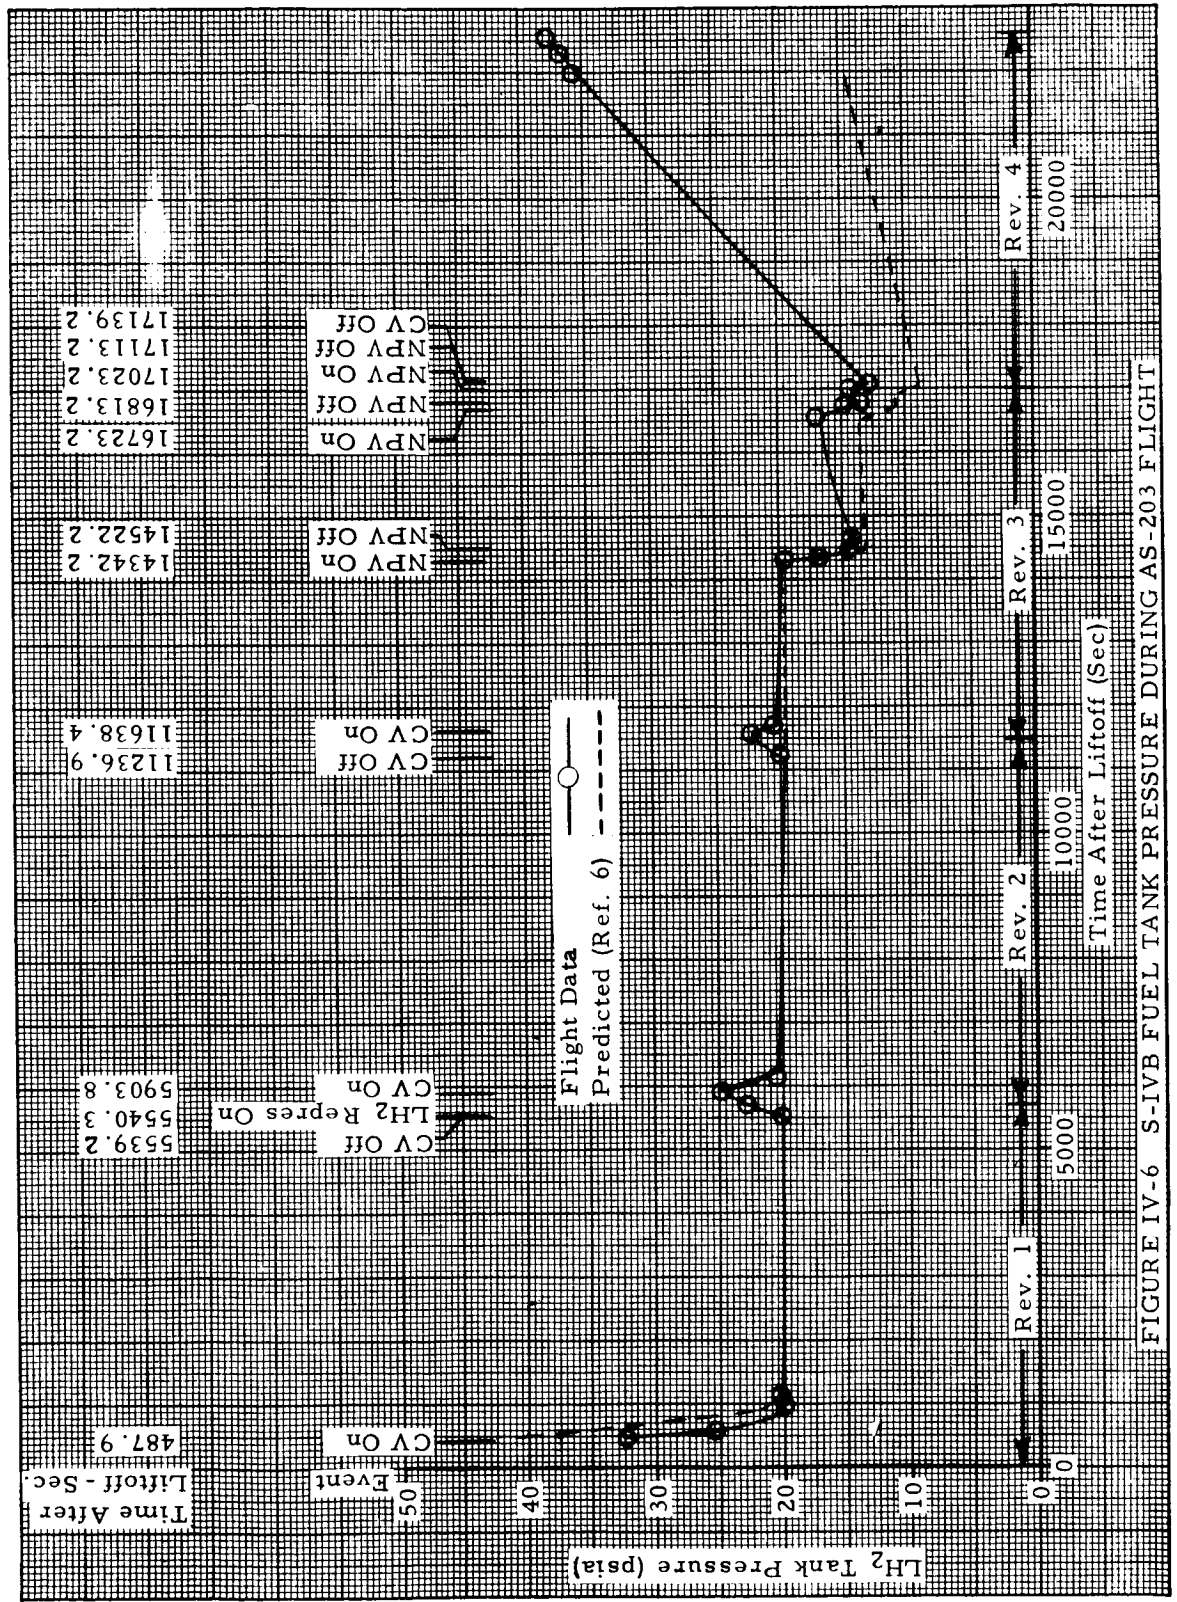 Time After
Liftoff - Sec.
487.9
5539.2
5540.3
5903.8
11236.9
11638.4
14342.2
14522.2
16723.2
16813.2
17023.2
17113.2
17139.2
Event
CV On
CV Off
LH2 Repres On
CV On
CV Off
CV On
NPV On
NPV Off
NPV On
NPV Off
NPV On
NPV Off
CV Off
LH2 Tank Pressure (psia)
50
40
30
20
10
0
Flight Data
Predicted (Ref. 6)
Rev. 1
Rev. 2
Rev. 3
Rev. 4
0
5000
10000
15000
20000
Time After Liftoff (Sec)
FIGURE IV-6 S-IVB FUEL TANK PRESSURE DURING AS-203 FLIGHT